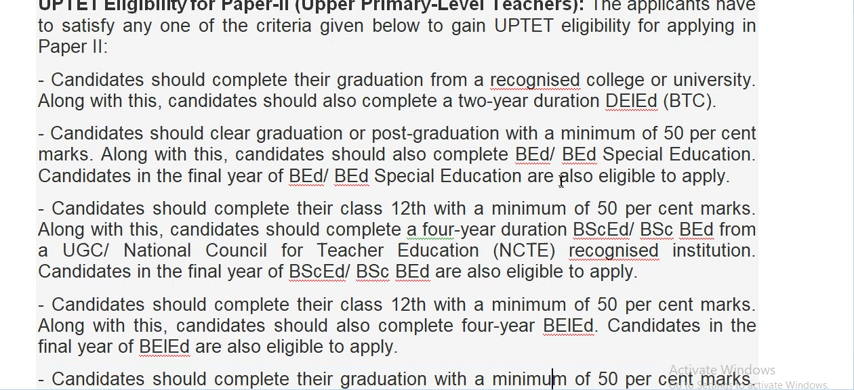 UPTET Eligibility for Paper-II (Upper Primary-Level Teachers): The applicants have
to satisfy any one of the criteria given below to gain UPTET eligibility for applying in
Paper II:
- Candidates should complete their graduation from a recognised college or university.
Along with this, candidates should also complete a two-year duration DElEd (BTC).
- Candidates should clear graduation or post-graduation with a minimum of 50 per cent
marks. Along with this, candidates should also complete BEd/ BEd Special Education.
Candidates in the final year of BEd/ BEd Special Education are also eligible to apply.
- Candidates should complete their class 12th with a minimum of 50 per cent marks.
Along with this, candidates should complete a four-year duration BScEd/ BSc BEd from
a UGC/ National Council for Teacher Education (NCTE) recognised institution.
Candidates in the final year of BScEd/ BSc BEd are also eligible to apply.
- Candidates should complete their class 12th with a minimum of 50 per cent marks.
Along with this, candidates should also complete four-year BElEd. Candidates in the
final year of BElEd are also eligible to apply.
- Candidates should complete their graduation with a minimum of 50 per cent marks.
Activate Windows
Go to Settings to activate Windows.